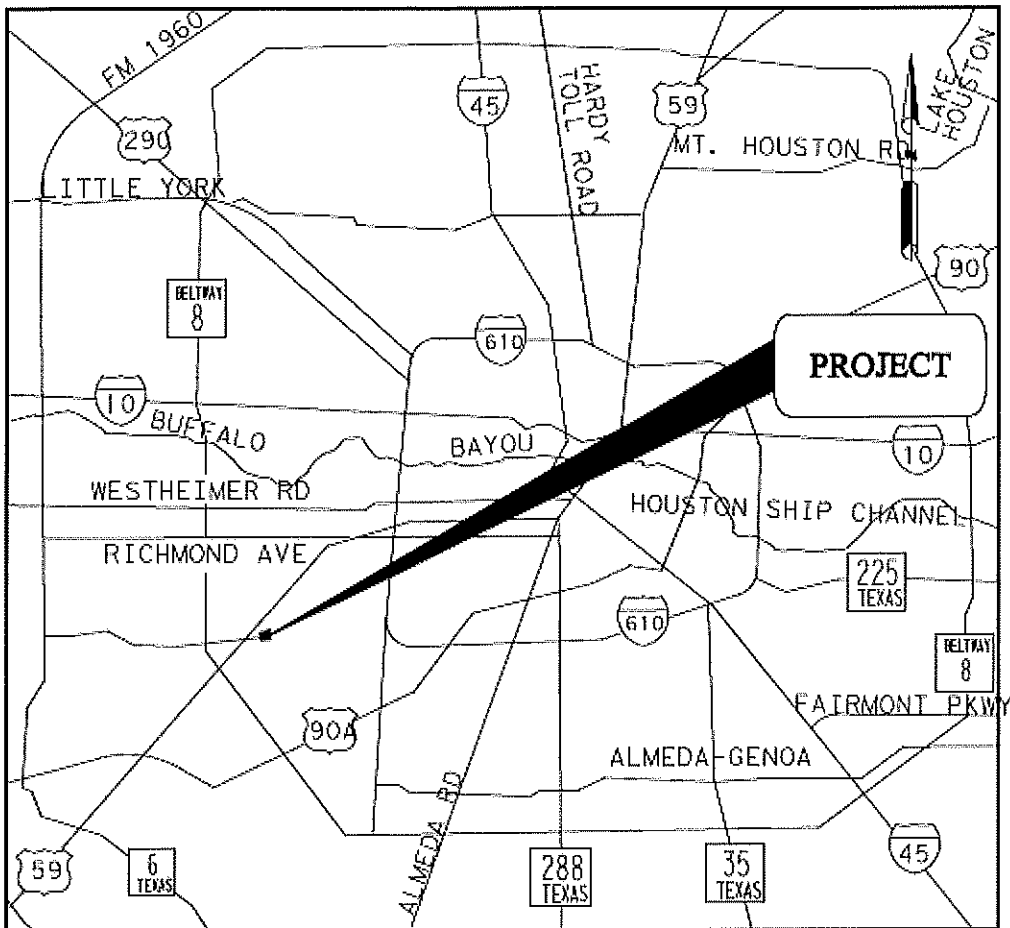 FM 1960
290
45
HARDY
TOLL ROAD
59
LAKE
HOUSTON
MT. HOUSTON RD
LITTLE YORK
90
BELTWAY
8
610
PROJECT
10
BUFFALO
BAYOU
10
WESTHEIMER RD
HOUSTON SHIP CHANNEL
RICHMOND AVE
225
TEXAS
610
BELTWAY
8
90A
FAIRMONT PKWY
ALMEDA-GENOA
ALMEDA RD
59
6
TEXAS
288
TEXAS
35
TEXAS
45